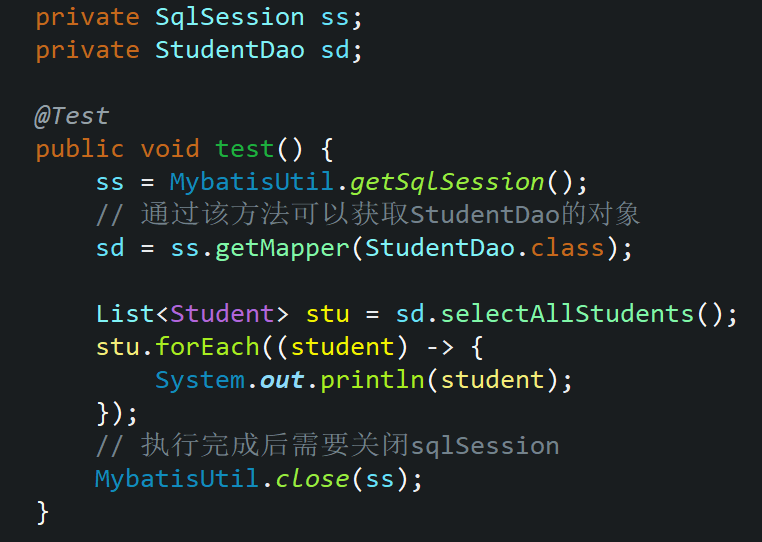 private SqlSession ss;
private StudentDao sd;
@Test
public void test() {
ss = MybatisUtil.getSqlSession();
// 通过该方法可以获取StudentDao的对象
sd = ss.getMapper(StudentDao.class);
List<Student> stu = sd.selectAllStudents();
stu.forEach((student) -> {
System.out.println(student);
});
// 执行完成后需要关闭sqlSession
MybatisUtil.close(ss);
}